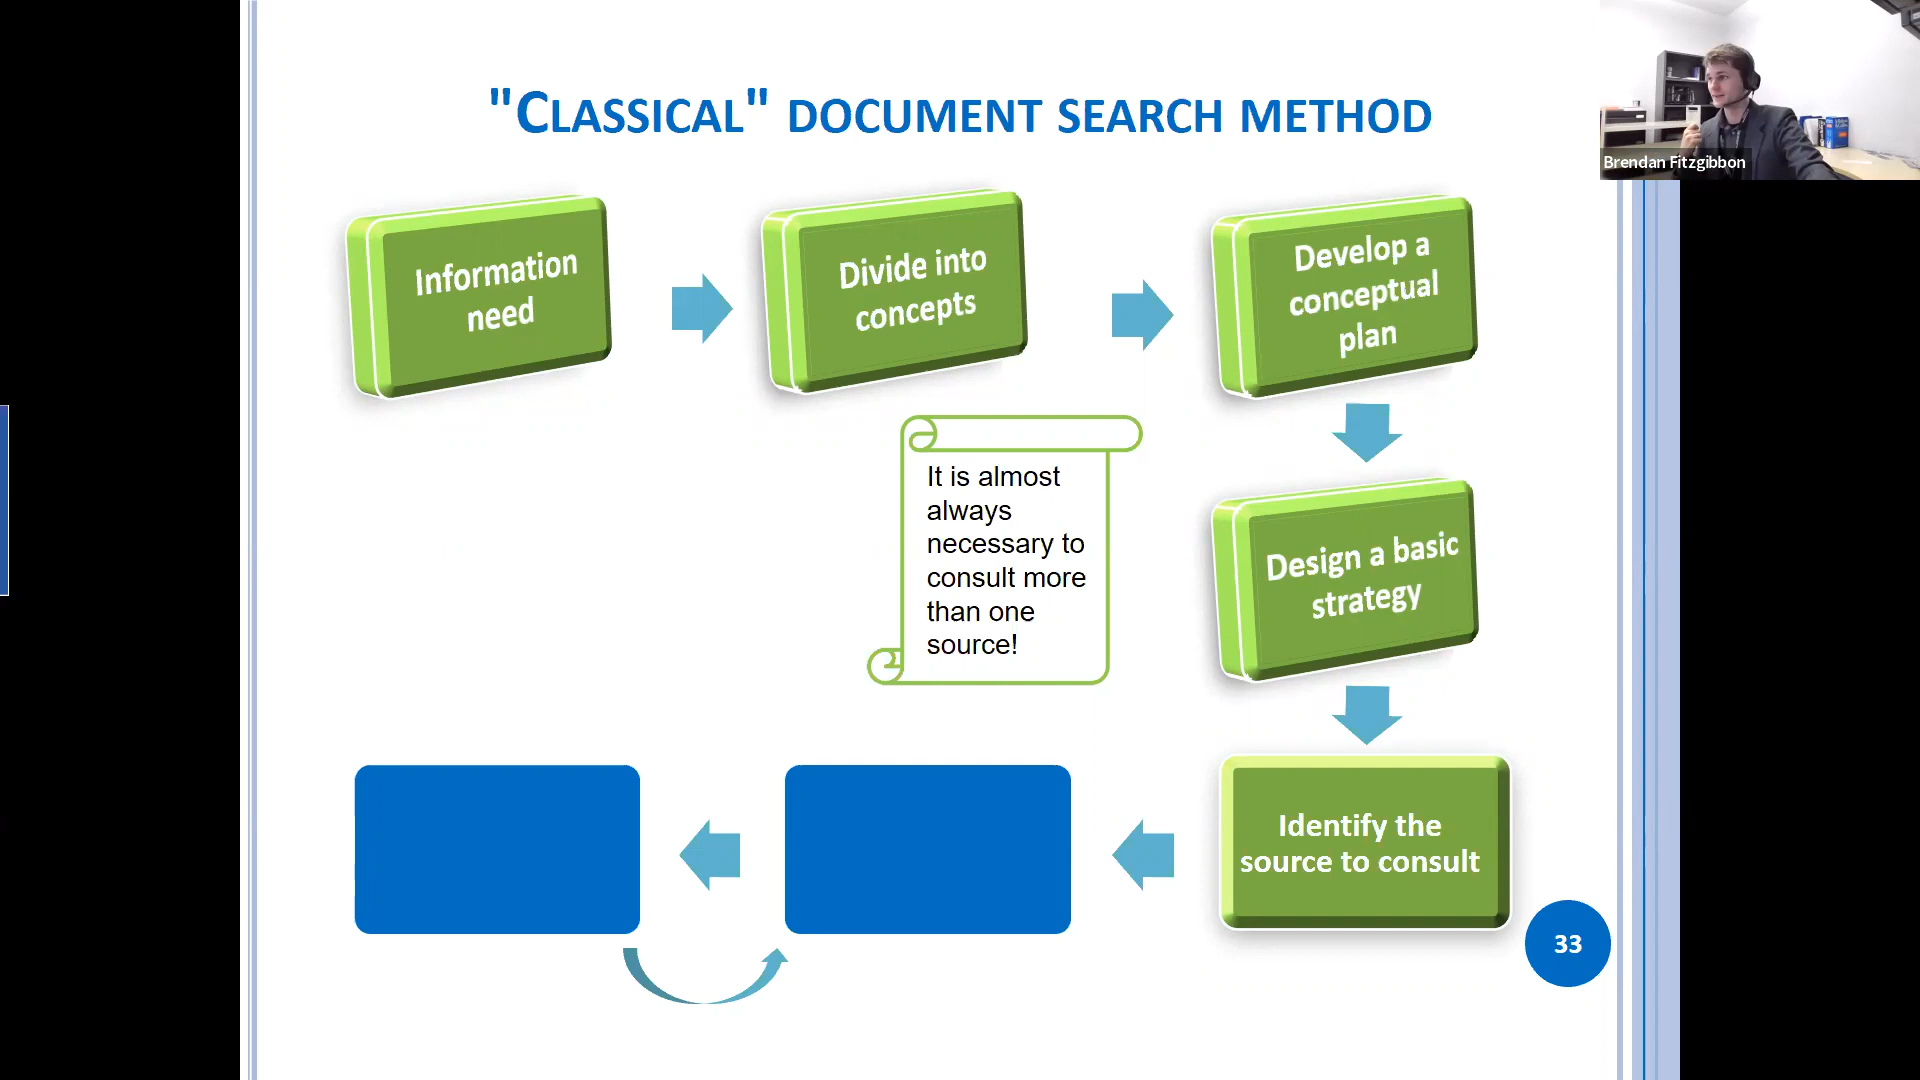 "Classical" document search method
Brendan Fitzgibbon
Information
need
Divide into
concepts
Develop a
conceptual
plan
It is almost
always
necessary to
consult more
than one
source!
Design a basic
strategy
Identify the
source to consult
33